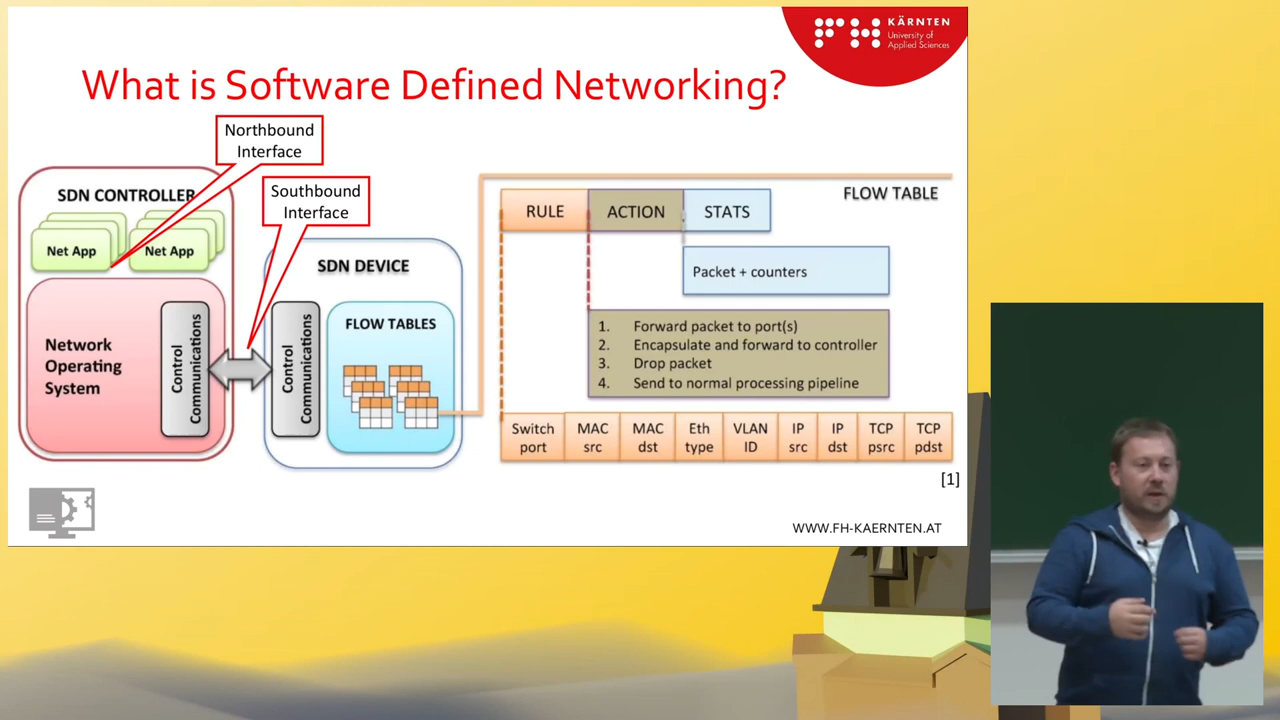 KÄRNTEN
University of
Applied Sciences
What is Software Defined Networking?
Northbound
Interface
Southbound
Interface
SDN CONTROLLER
Net App
Net App
Network
Operating
System
Control
Communications
SDN DEVICE
Control
Communications
FLOW TABLES
FLOW TABLE
RULE
ACTION
STATS
Packet + counters
1. Forward packet to port(s)
2. Encapsulate and forward to controller
3. Drop packet
4. Send to normal processing pipeline
Switch
port
MAC
src
MAC
dst
Eth
type
VLAN
ID
IP
src
IP
dst
TCP
psrc
TCP
pdst
[1]
WWW.FH-KAERNTEN.AT